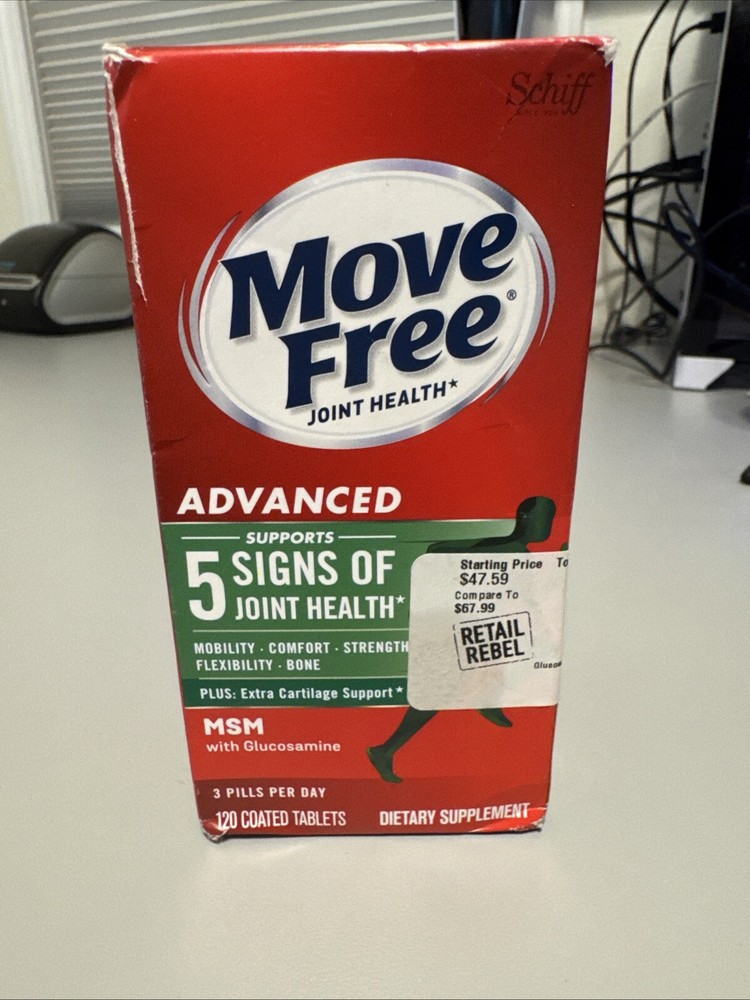 Schiff
Move
Free®
JOINT HEALTH*
ADVANCED
SUPPORTS
5 SIGNS OF
JOINT HEALTH*
MOBILITY · COMFORT · STRENGTH
FLEXIBILITY · BONE
PLUS: Extra Cartilage Support*
MSM
with Glucosamine
3 PILLS PER DAY
120 COATED TABLETS
DIETARY SUPPLEMENT
Starting Price To
$47.59
Compare To
$67.99
RETAIL
REBEL